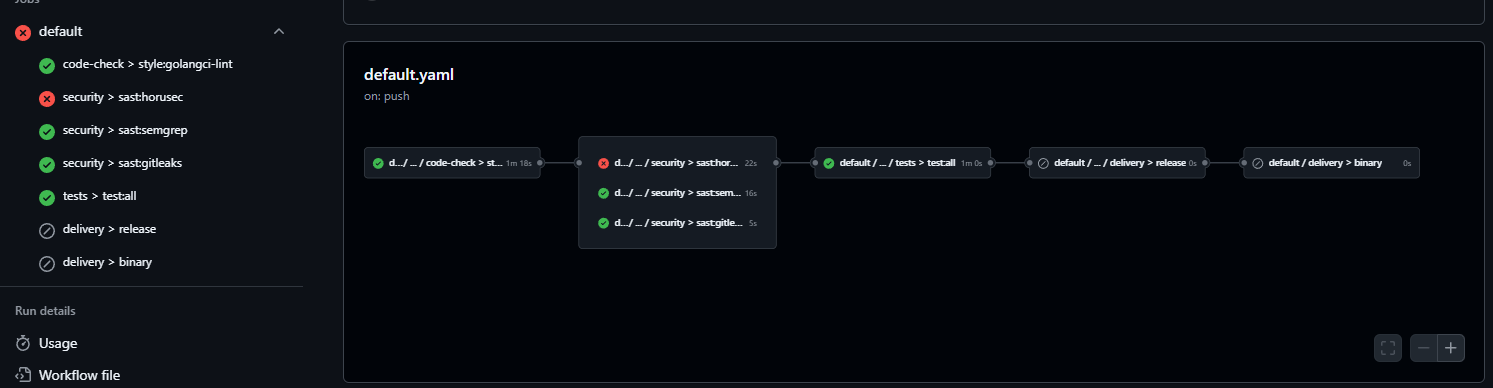 Jobs
default
code-check > style:golangci-lint
security > sast:horusec
security > sast:semgrep
security > sast:gitleaks
tests > test:all
delivery > release
delivery > binary
Run details
Usage
Workflow file
default.yaml
on: push
d.../ ... / code-check > st... 1m 18s
d.../ ... / security > sast:hor... 22s
d.../ ... / security > sast:sem... 16s
d.../ ... / security > sast:gitle... 5s
default / ... / tests > test:all 1m 0s
default / ... / delivery > release 0s
default / delivery > binary 0s